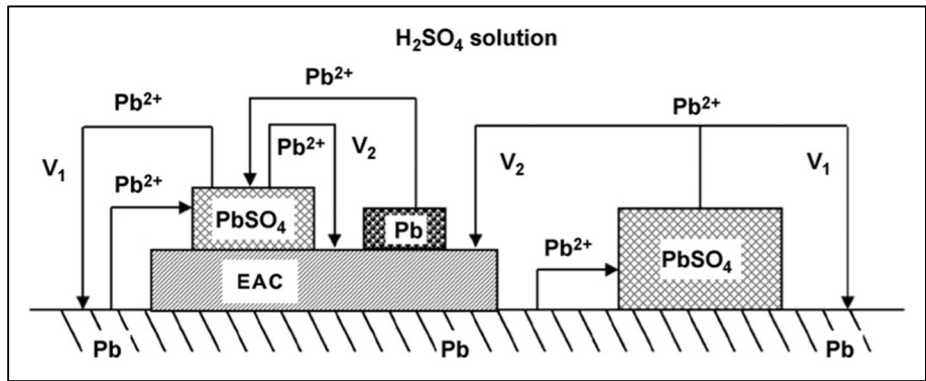 H₂SO₄ solution
Pb²⁺
Pb²⁺
Pb²⁺
Pb²⁺
V₂
V₁
Pb²⁺
V₂
V₁
PbSO₄
Pb
Pb²⁺
PbSO₄
EAC
Pb
Pb
Pb